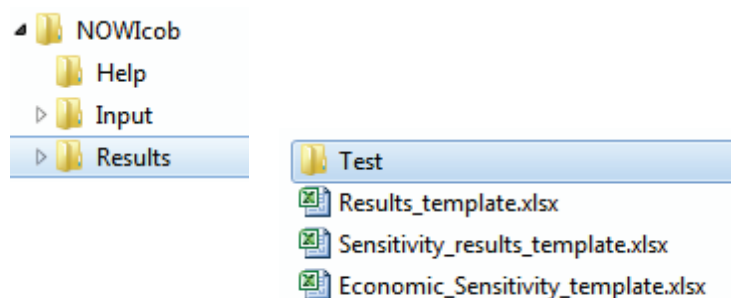 NOWIcob
Help
Input
Results
Test
Results_template.xlsx
Sensitivity_results_template.xlsx
Economic_Sensitivity_template.xlsx